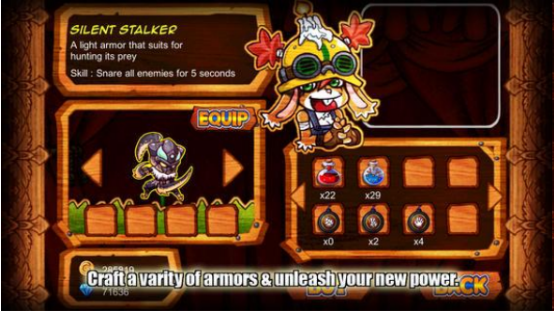 SILENT STALKER
A light armor that suits for
hunting its prey
Skill : Snare all enemies for 5 seconds
EQUIP
x22
x29
x0
x2
x4
Craft a varity of armors & unleash your new power.
71636
BACK